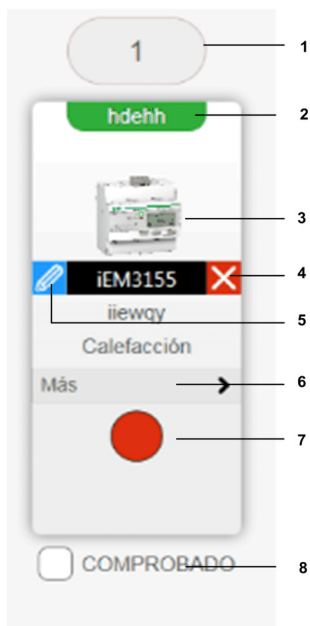 1
1
hdehh
2
3
iEM3155
4
iiewqy
5
Calefacción
Más
6
7
COMPROBADO
8